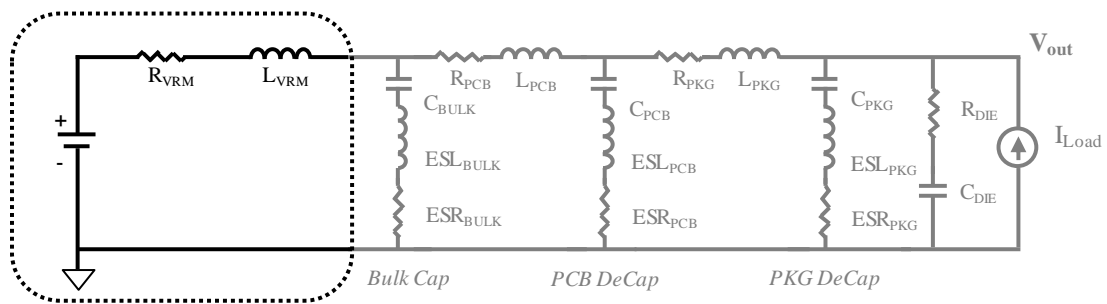 V_out
R_VRM L_VRM R_PCB L_PCB R_PKG L_PKG
C_BULK C_PCB C_PKG R_DIE
+
-
I_Load
ESL_BULK ESL_PCB ESL_PKG
C_DIE
ESR_BULK ESR_PCB ESR_PKG
Bulk Cap PCB DeCap PKG DeCap